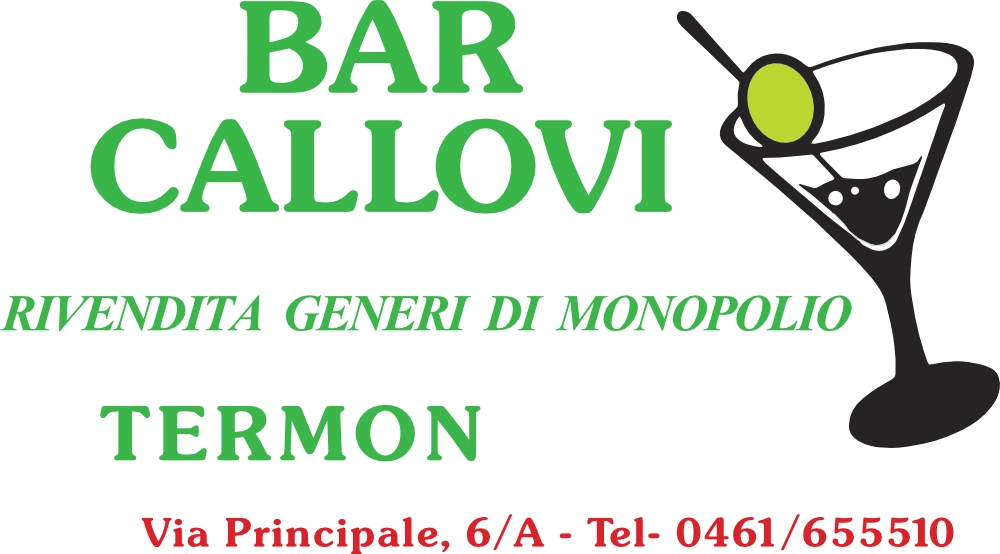 BAR
CALLOVI
RIVENDITA GENERI DI MONOPOLIO
TERMON
Via Principale, 6/A - Tel- 0461/655510